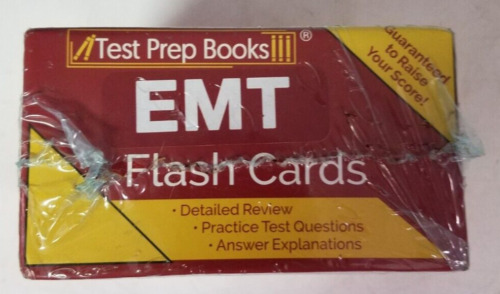 Test Prep Books®
Guaranteed
to Raise
Your Score!
EMT
Flash Cards
• Detailed Review
• Practice Test Questions
• Answer Explanations